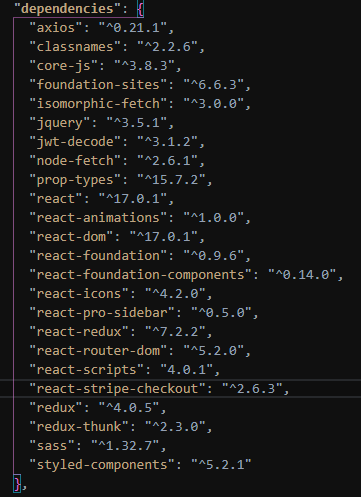 "dependencies": {
"axios": "^0.21.1",
"classnames": "^2.2.6",
"core-js": "^3.8.3",
"foundation-sites": "^6.6.3",
"isomorphic-fetch": "^3.0.0",
"jquery": "^3.5.1",
"jwt-decode": "^3.1.2",
"node-fetch": "^2.6.1",
"prop-types": "^15.7.2",
"react": "^17.0.1",
"react-animations": "^1.0.0",
"react-dom": "^17.0.1",
"react-foundation": "^0.9.6",
"react-foundation-components": "^0.14.0",
"react-icons": "^4.2.0",
"react-pro-sidebar": "^0.5.0",
"react-redux": "^7.2.2",
"react-router-dom": "^5.2.0",
"react-scripts": "4.0.1",
"react-stripe-checkout": "^2.6.3",
"redux": "^4.0.5",
"redux-thunk": "^2.3.0",
"sass": "^1.32.7",
"styled-components": "^5.2.1"
},